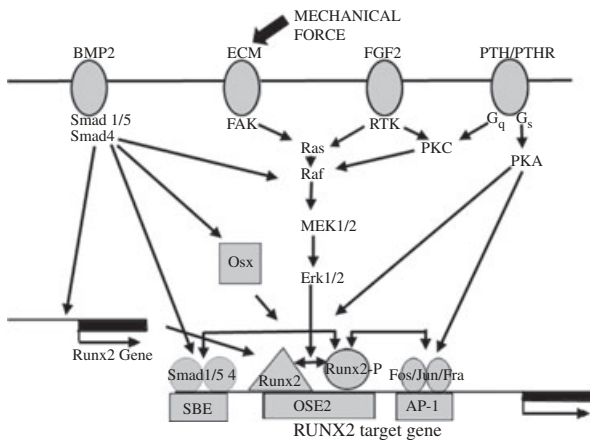 MECHANICAL
FORCE
BMP2
ECM
FGF2
PTH/PTHR
Smad 1/5
Smad4
FAK
RTK
Gq
Gs
Ras
PKC
Raf
PKA
MEK1/2
Osx
Erk1/2
Runx2 Gene
Smad1/5 4
Runx2
Runx2-P
Fos/Jun/Fra
SBE
OSE2
AP-1
RUNX2 target gene